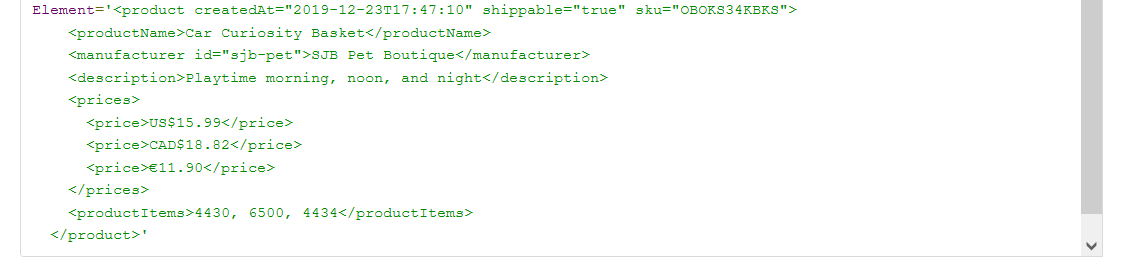 Element='<product createdAt="2019-12-23T17:47:10" shippable="true" sku="OBOKS34KBKS">
<productName>Car Curiosity Basket</productName>
<manufacturer id="sjb-pet">SJB Pet Boutique</manufacturer>
<description>Playtime morning, noon, and night</description>
<prices>
<price>US$15.99</price>
<price>CAD$18.82</price>
<price>€11.90</price>
</prices>
<productItems>4430, 6500, 4434</productItems>
</product>'